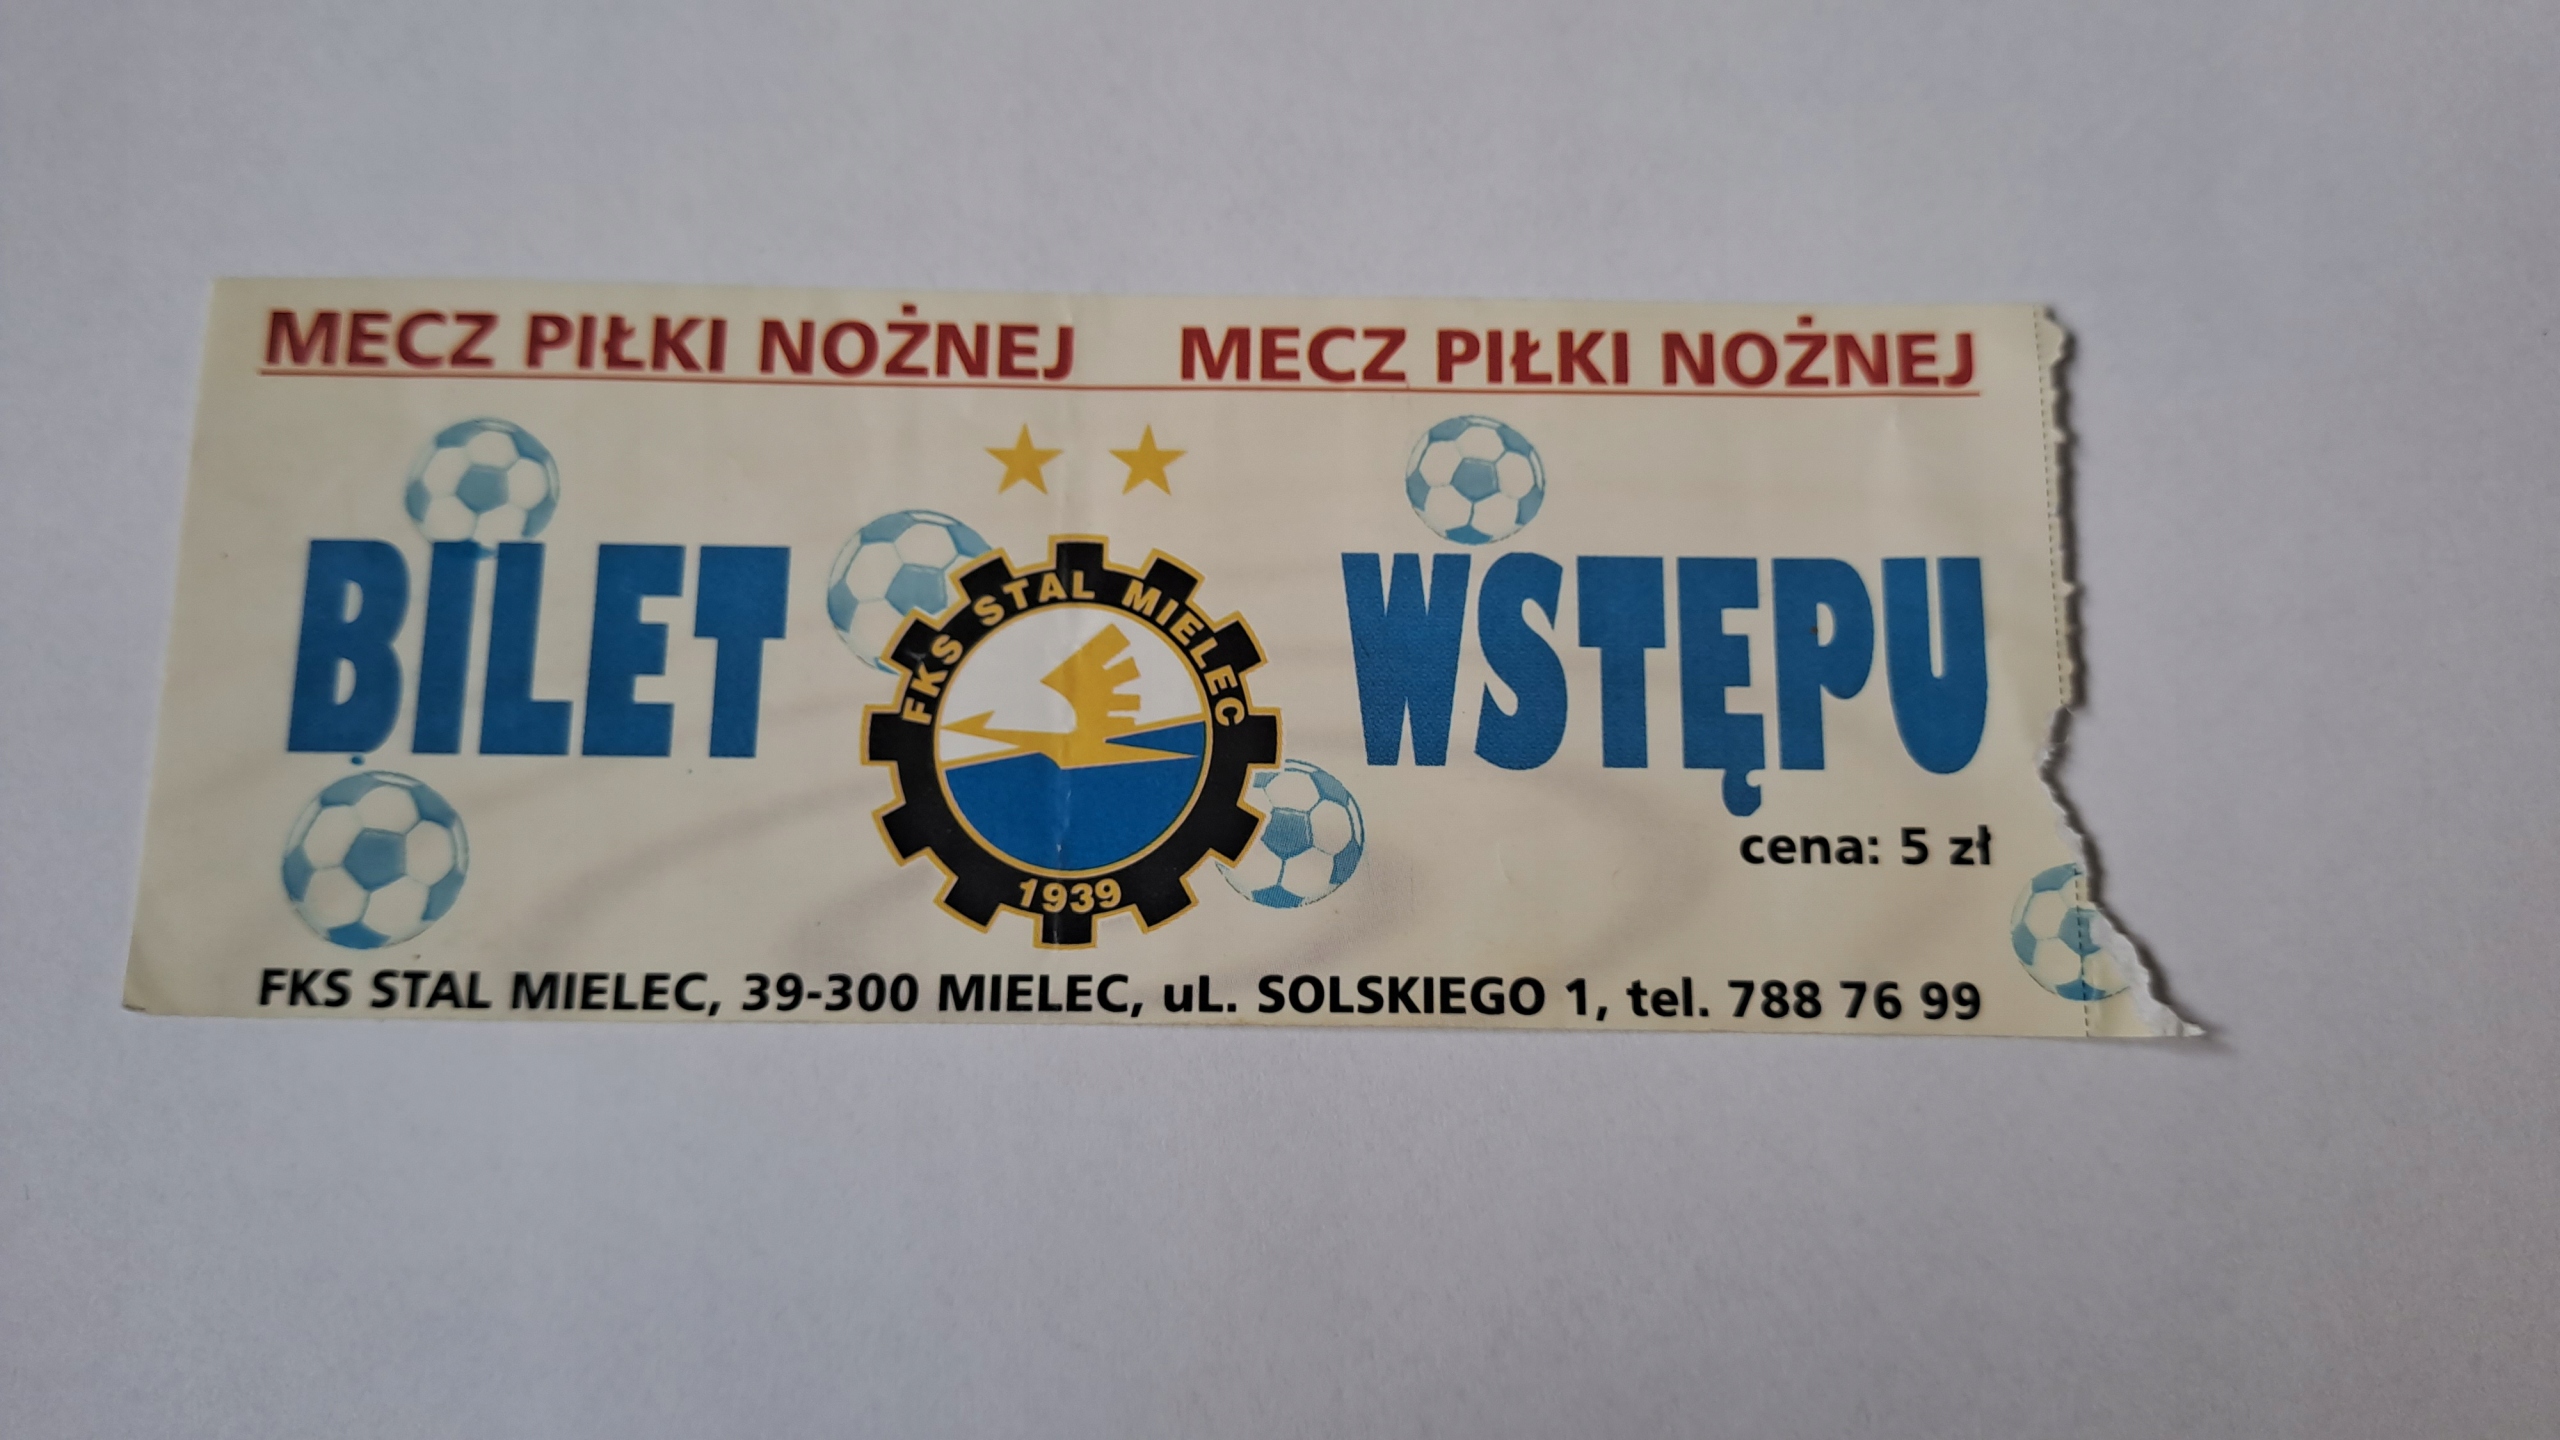 MECZ PIŁKI NOŻNEJ MECZ PIŁKI NOŻNEJ
BILET WSTĘPU
FKS STAL MIELEC
1939
cena: 5 zł
FKS STAL MIELEC, 39-300 MIELEC, uL. SOLSKIEGO 1, tel. 788 76 99